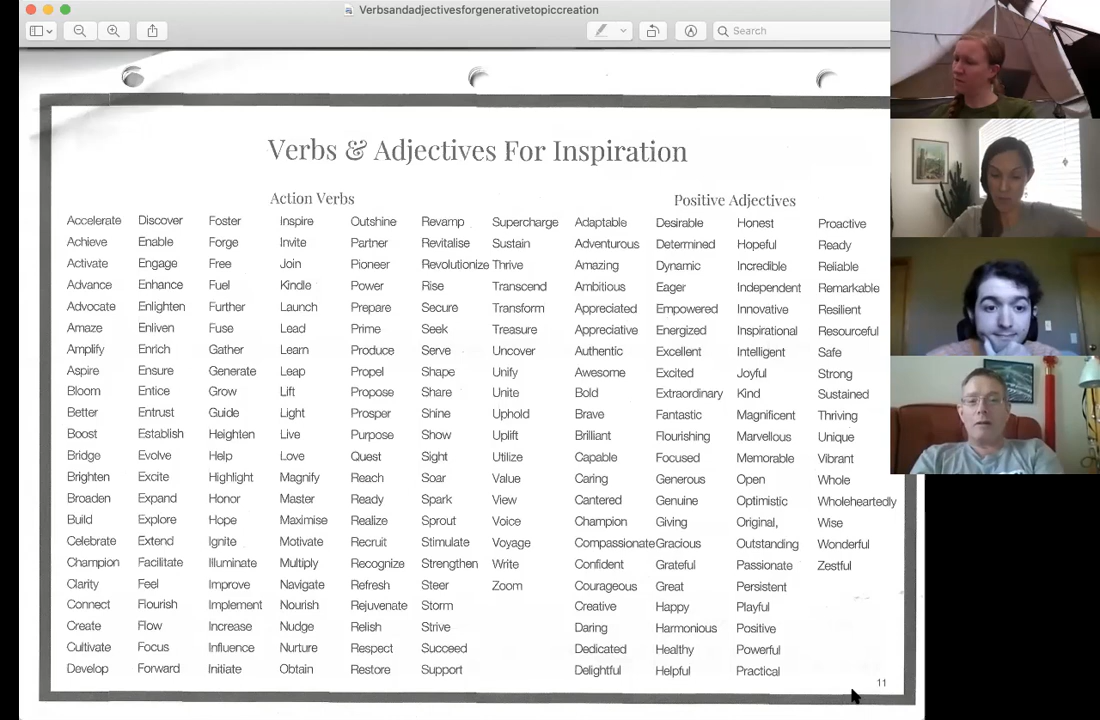 Verbsandadjectivesforgenerativetopiccreation
Search
Verbs & Adjectives For Inspiration
Action Verbs Positive Adjectives
Accelerate Discover Foster Inspire Outshine Revamp Supercharge Adaptable Desirable Honest Proactive
Achieve Enable Forge Invite Partner Revitalise Sustain Adventurous Determined Hopeful Ready
Activate Engage Free Join Pioneer Revolutionize Thrive Amazing Dynamic Incredible Reliable
Advance Enhance Fuel Kindle Power Rise Transcend Ambitious Eager Independent Remarkable
Advocate Enlighten Further Launch Prepare Secure Transform Appreciated Empowered Innovative Resilient
Amaze Enliven Fuse Lead Prime Seek Treasure Appreciative Energized Inspirational Resourceful
Amplify Enrich Gather Learn Produce Serve Uncover Authentic Excellent Intelligent Safe
Aspire Ensure Generate Leap Propel Shape Unify Awesome Excited Joyful Strong
Bloom Entice Grow Lift Propose Share Unite Bold Extraordinary Kind Sustained
Better Entrust Guide Light Prosper Shine Uphold Brave Fantastic Magnificent Thriving
Boost Establish Heighten Live Purpose Show Uplift Brilliant Flourishing Marvellous Unique
Bridge Evolve Help Love Quest Sight Utilize Capable Focused Memorable Vibrant
Brighten Excite Highlight Magnify Reach Soar Value Caring Generous Open Whole
Broaden Expand Honor Master Ready Spark View Cantered Genuine Optimistic Wholeheartedly
Build Explore Hope Maximise Realize Sprout Voice Champion Giving Original, Wise
Celebrate Extend Ignite Motivate Recruit Stimulate Voyage Compassionate Gracious Outstanding Wonderful
Champion Facilitate Illuminate Multiply Recognize Strengthen Write Confident Grateful Passionate Zestful
Clarity Feel Improve Navigate Refresh Steer Zoom Courageous Great Persistent
Connect Flourish Implement Nourish Rejuvenate Storm Creative Happy Playful
Create Flow Increase Nudge Relish Strive Daring Harmonious Positive
Cultivate Focus Influence Nurture Respect Succeed Dedicated Healthy Powerful
Develop Forward Initiate Obtain Restore Support Delightful Helpful Practical
11